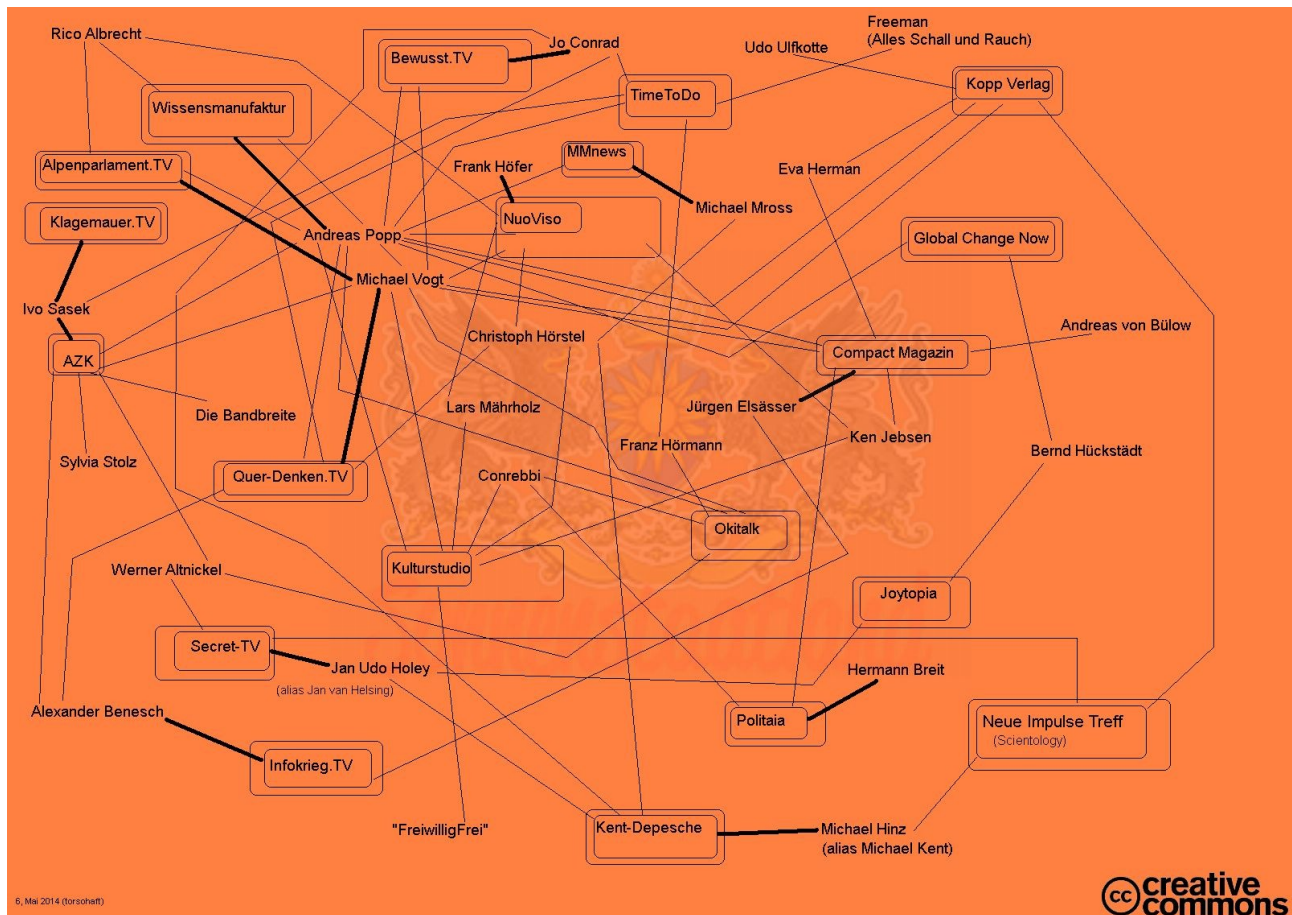 Rico Albrecht
Jo Conrad
Freeman
(Alles Schall und Rauch)
Udo Ulfkotte
Bewusst.TV
Kopp Verlag
TimeToDo
Wissensmanufaktur
MMnews
Alpenparlament.TV
Frank Höfer
Eva Herman
Michael Mross
Klagemauer.TV
NuoViso
Andreas Popp
Global Change Now
Michael Vogt
Ivo Sasek
Christoph Hörstel
Andreas von Bülow
AZK
Compact Magazin
Die Bandbreite
Lars Mährholz
Jürgen Elsässer
Ken Jebsen
Franz Hörmann
Bernd Hückstädt
Sylvia Stolz
Quer-Denken.TV
Conrebbi
Okitalk
Werner Altnickel
Kulturstudio
Joytopia
Secret-TV
Jan Udo Holey
(alias Jan van Helsing)
Hermann Breit
Alexander Benesch
Politaia
Neue Impulse Treff
(Scientology)
Infokrieg.TV
"FreiwilligFrei"
Kent-Depesche
Michael Hinz
(alias Michael Kent)
6, Mai 2014 (torsohaft)
cc creative
commons